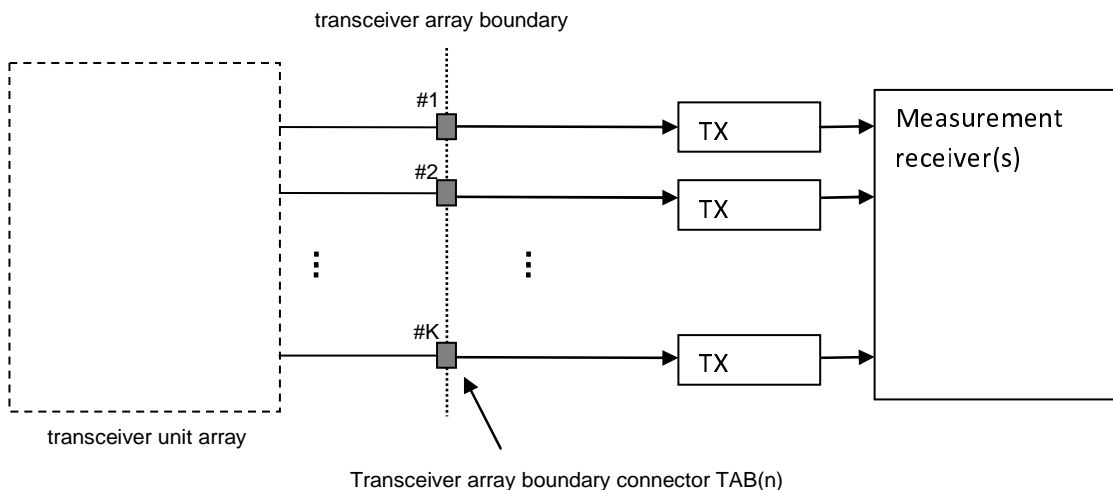 transceiver array boundary
#1
TX
Measurement
receiver(s)
#2
TX
#K
TX
transceiver unit array
Transceiver array boundary connector TAB(n)